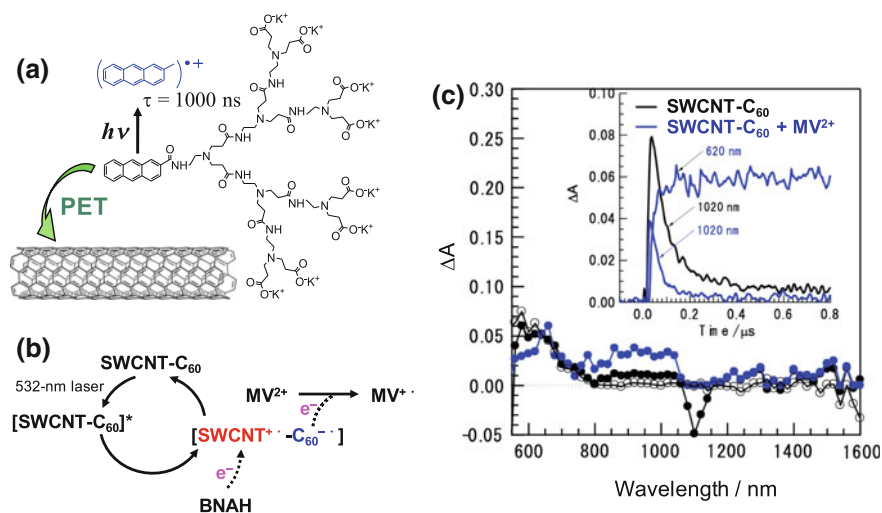 (a)
( )•+
τ = 1000 ns
hν
PET
O
NH
N
O⁻K⁺
O
O⁻K⁺
O
N
NH
O
O
NH
N
O⁻K⁺
O
O⁻K⁺
O
N
O
NH
N
O
NH
N
O
NH
N
O⁻K⁺
O
O⁻K⁺
O
O
NH
N
O⁻K⁺
O
O⁻K⁺
O
(b)
SWCNT-C₆₀
532-nm laser
[SWCNT-C₆₀]*
[SWCNT⁺·-C₆₀⁻·]
MV²⁺
MV⁺·
e⁻
e⁻
BNAH
(c)
ΔA
0.30
0.25
0.20
0.15
0.10
0.05
0.00
-0.05
600
800
1000
1200
1400
1600
Wavelength / nm
SWCNT-C₆₀
SWCNT-C₆₀ + MV²⁺
620 nm
1020 nm
1020 nm
ΔA
0.10
0.08
0.06
0.04
0.02
0.00
0.0
0.2
0.4
0.6
0.8
Time /μs